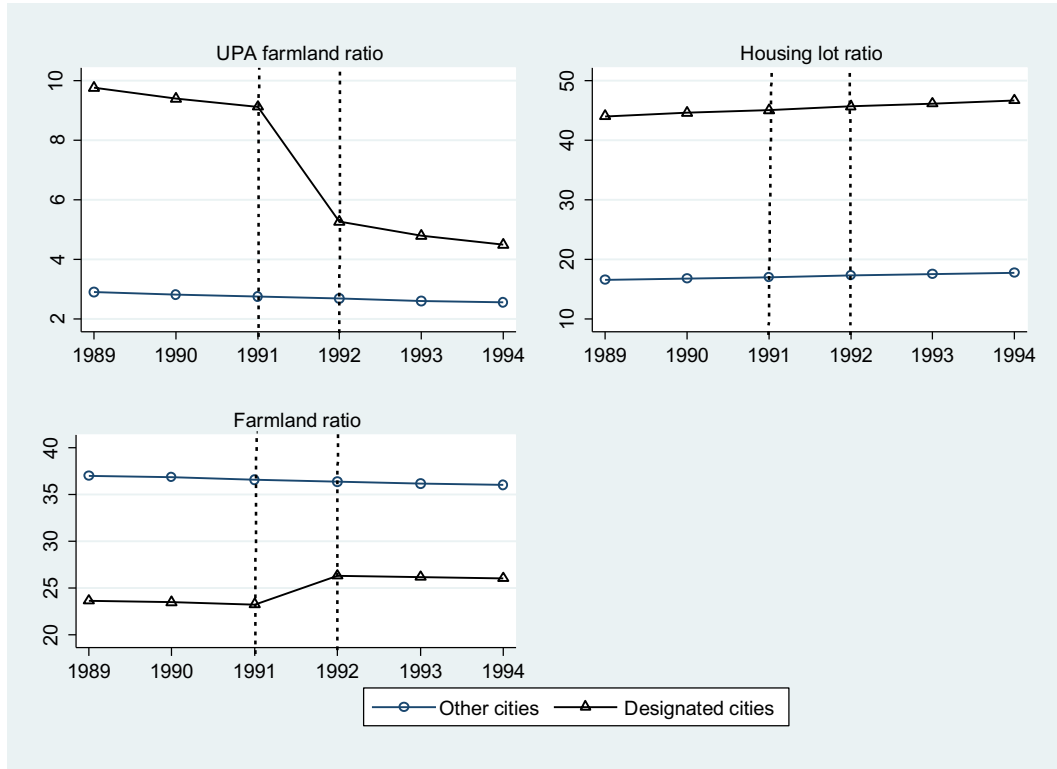 UPA farmland ratio
10
8
6
4
2
1989 1990 1991 1992 1993 1994
Housing lot ratio
50
40
30
20
10
1989 1990 1991 1992 1993 1994
Farmland ratio
40
35
30
25
20
1989 1990 1991 1992 1993 1994
Other cities Designated cities